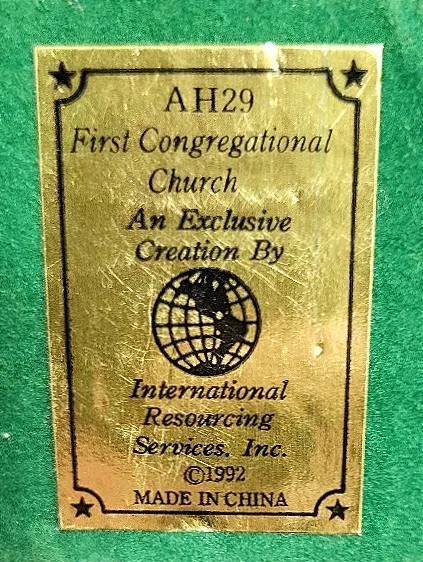 AH29
First Congregational
Church
An Exclusive
Creation By
International
Resourcing
Services, Inc.
©1992
MADE IN CHINA